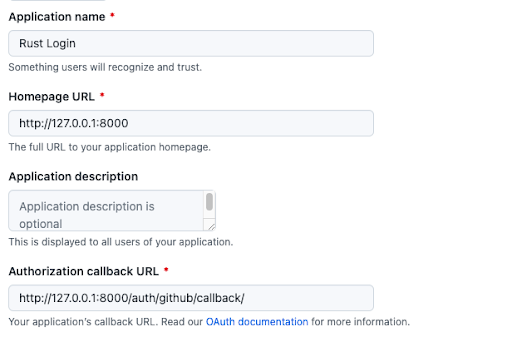 Application name *
Rust Login
Something users will recognize and trust.
Homepage URL *
http://127.0.0.1:8000
The full URL to your application homepage.
Application description
Application description is
optional
This is displayed to all users of your application.
Authorization callback URL *
http://127.0.0.1:8000/auth/github/callback/
Your application's callback URL. Read our OAuth documentation for more information.